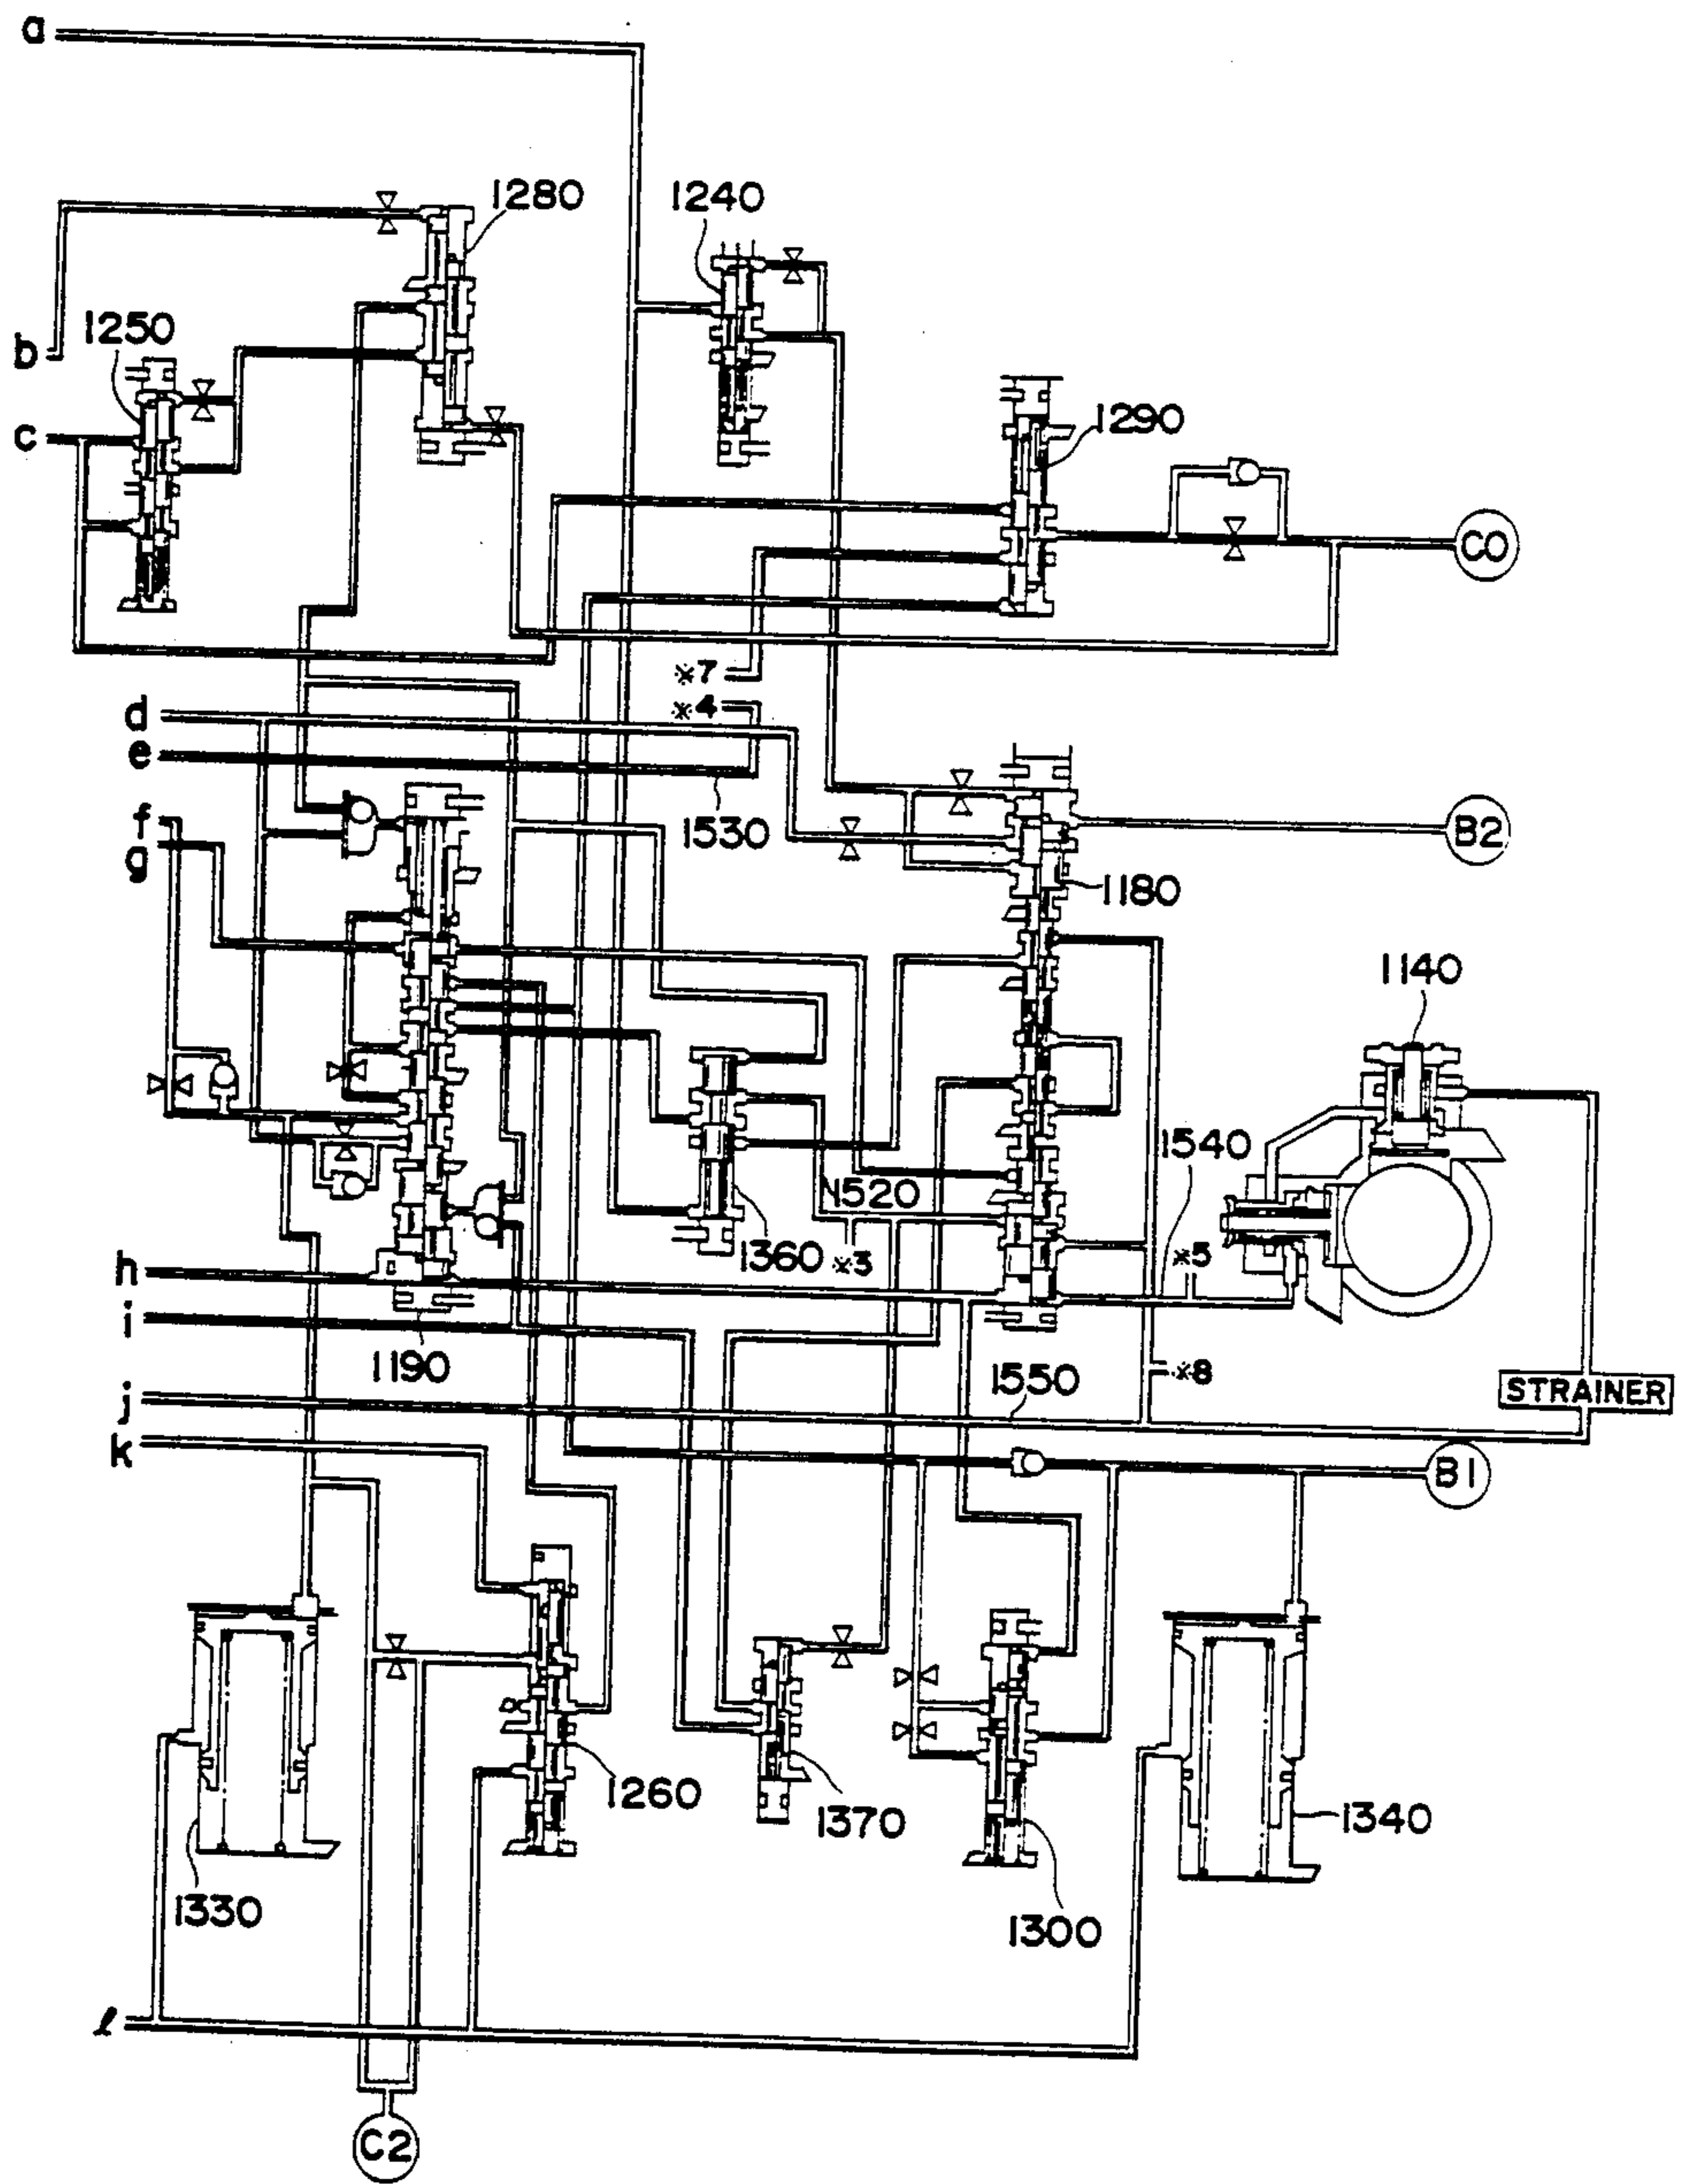 a
1280
1240
1250
b
c
1290
C0
※7
※4
d
e
f
1530
B2
g
1180
1140
1540
1520
1360
※3
※5
h
i
1190
※8
1550
STRAINER
j
k
B1
1260
1370
1340
1330
1300
l
C2